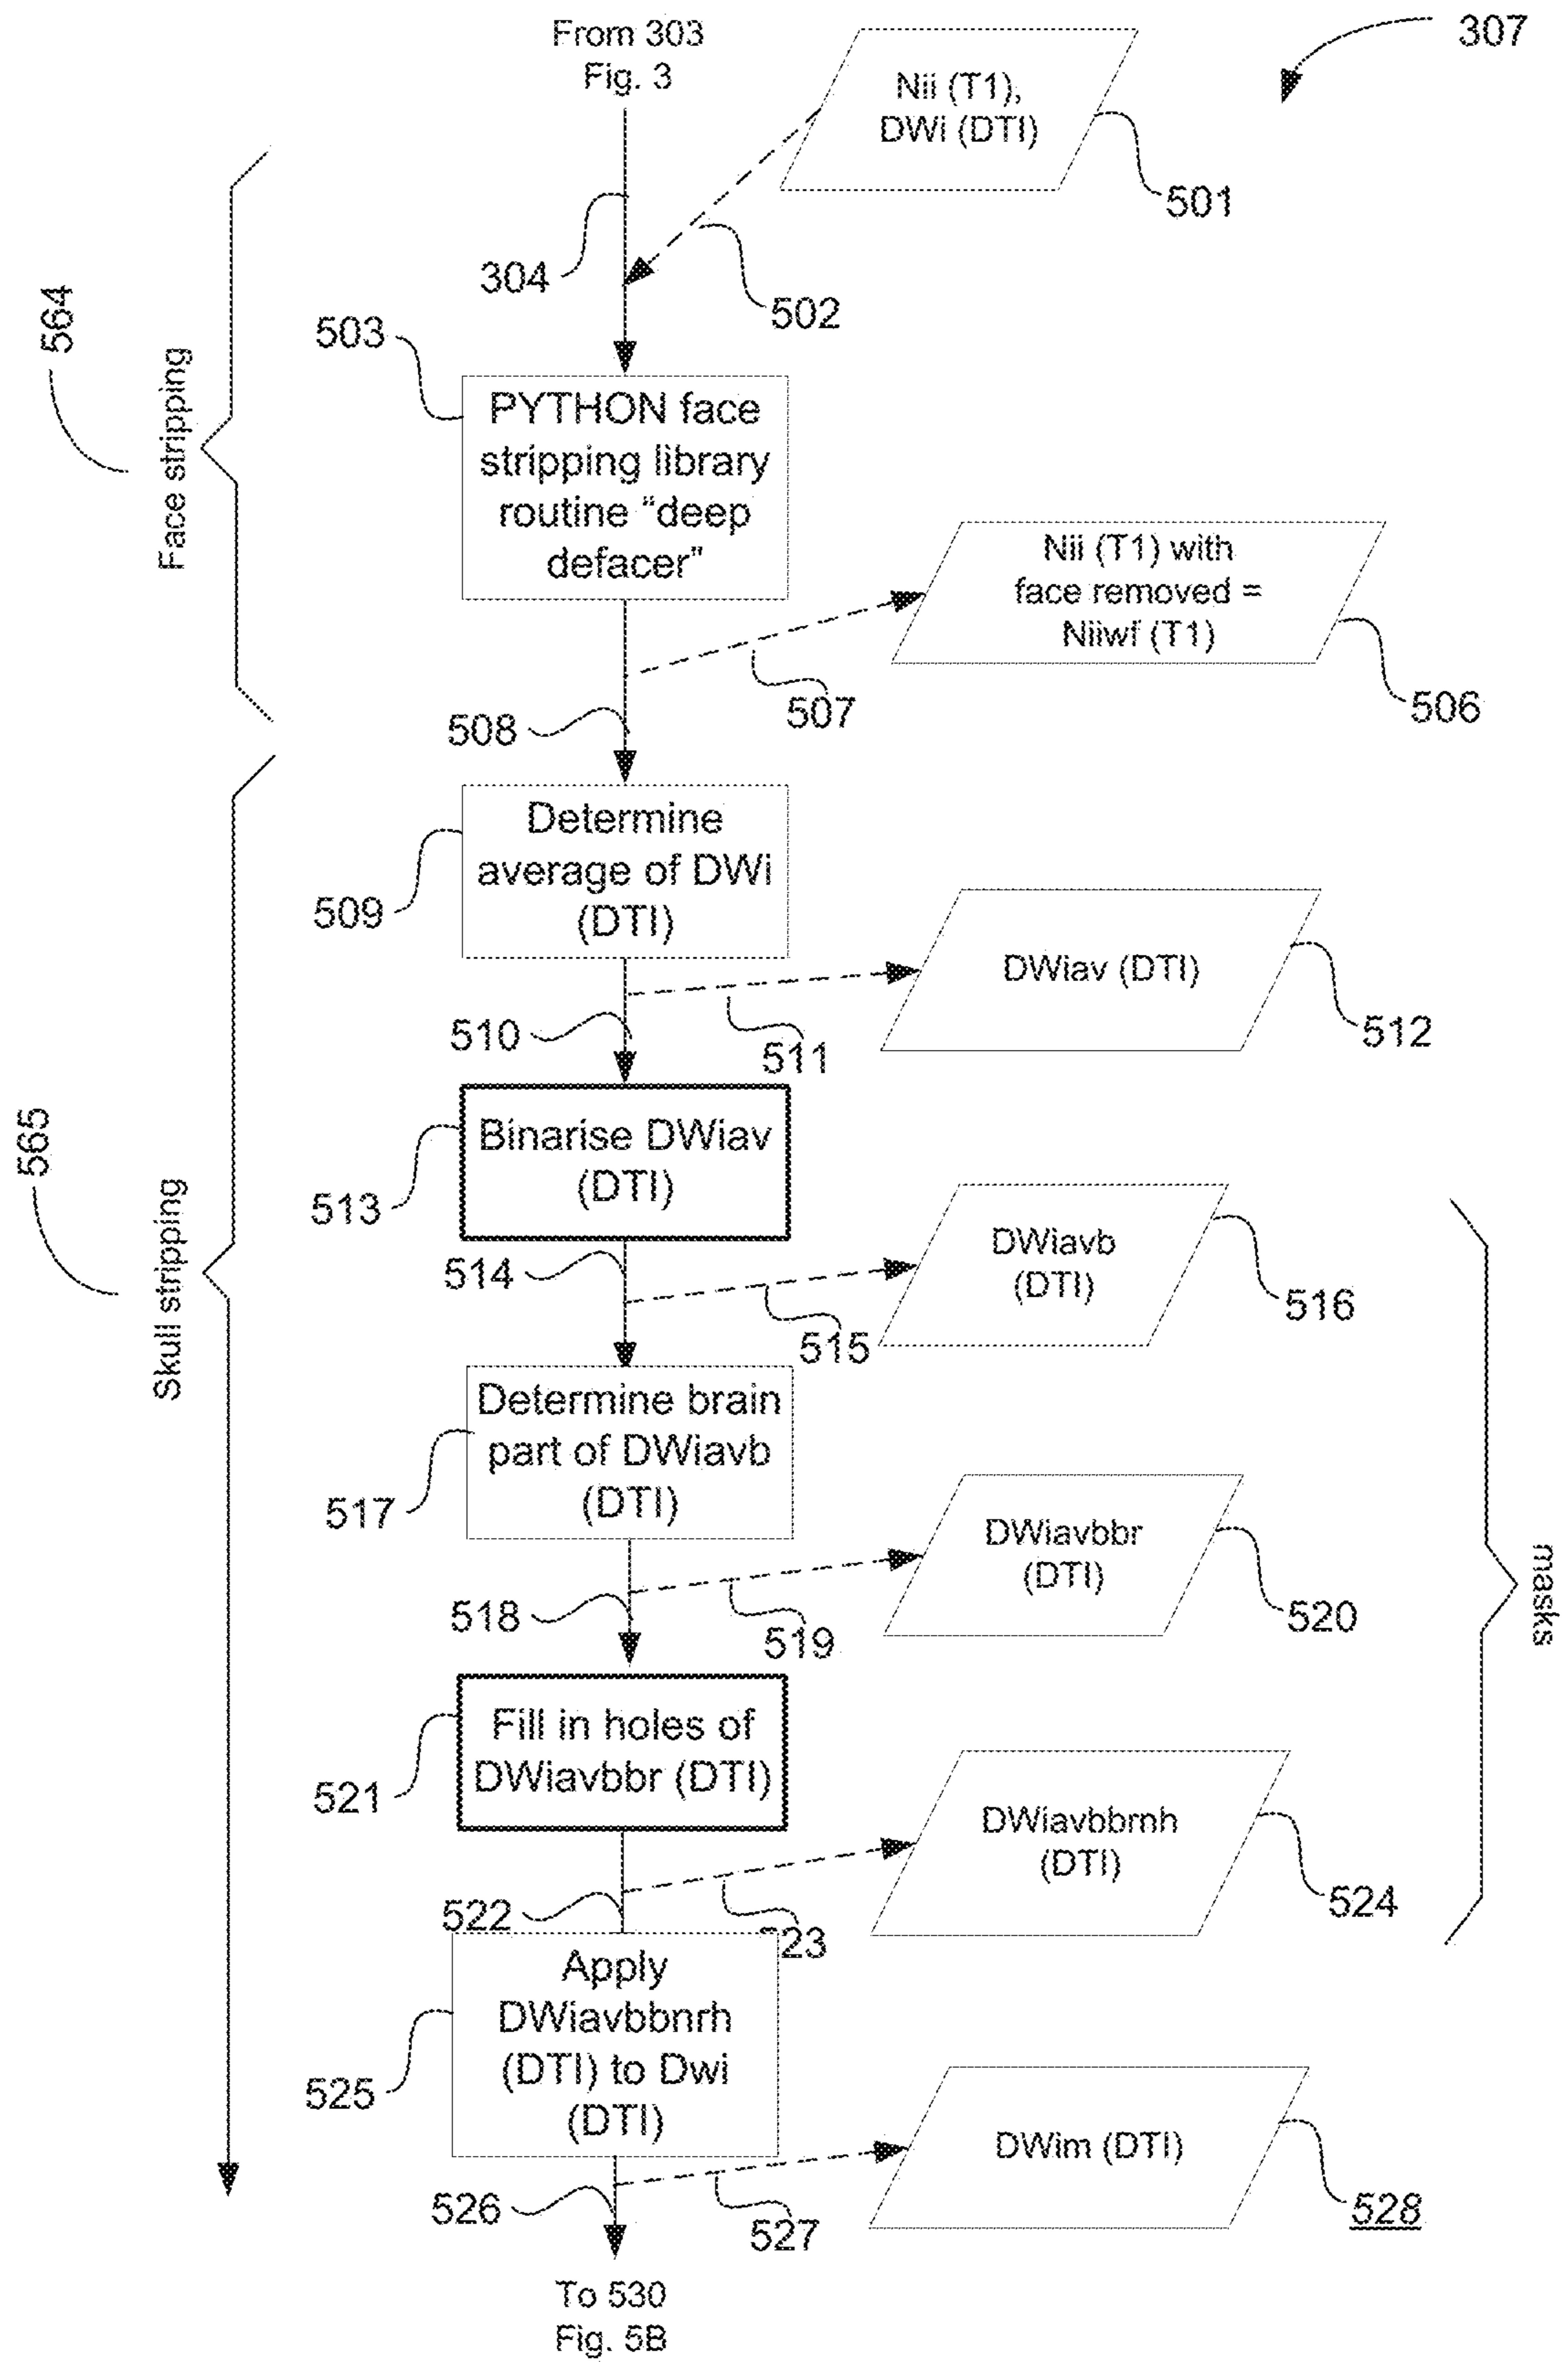 From 303
Fig. 3
307
Nii (T1),
DWi (DTI)
501
304
502
564
Face stripping
503
PYTHON face
stripping library
routine “deep
defacer”
Nii (T1) with
face removed =
Niiwf (T1)
506
507
508
Determine
average of DWi
(DTI)
509
DWiav (DTI)
510
511
512
565
Skull stripping
Binarise DWiav
(DTI)
513
514
515
DWiavb
(DTI)
516
masks
Determine brain
part of DWiavb
(DTI)
517
DWiavbbr
(DTI)
518
519
520
Fill in holes of
DWiavbbr (DTI)
521
DWiavbbrnh
(DTI)
522
523
524
Apply
DWiavbbnrh
(DTI) to Dwi
(DTI)
525
DWim (DTI)
526
527
528
To 530
Fig. 5B